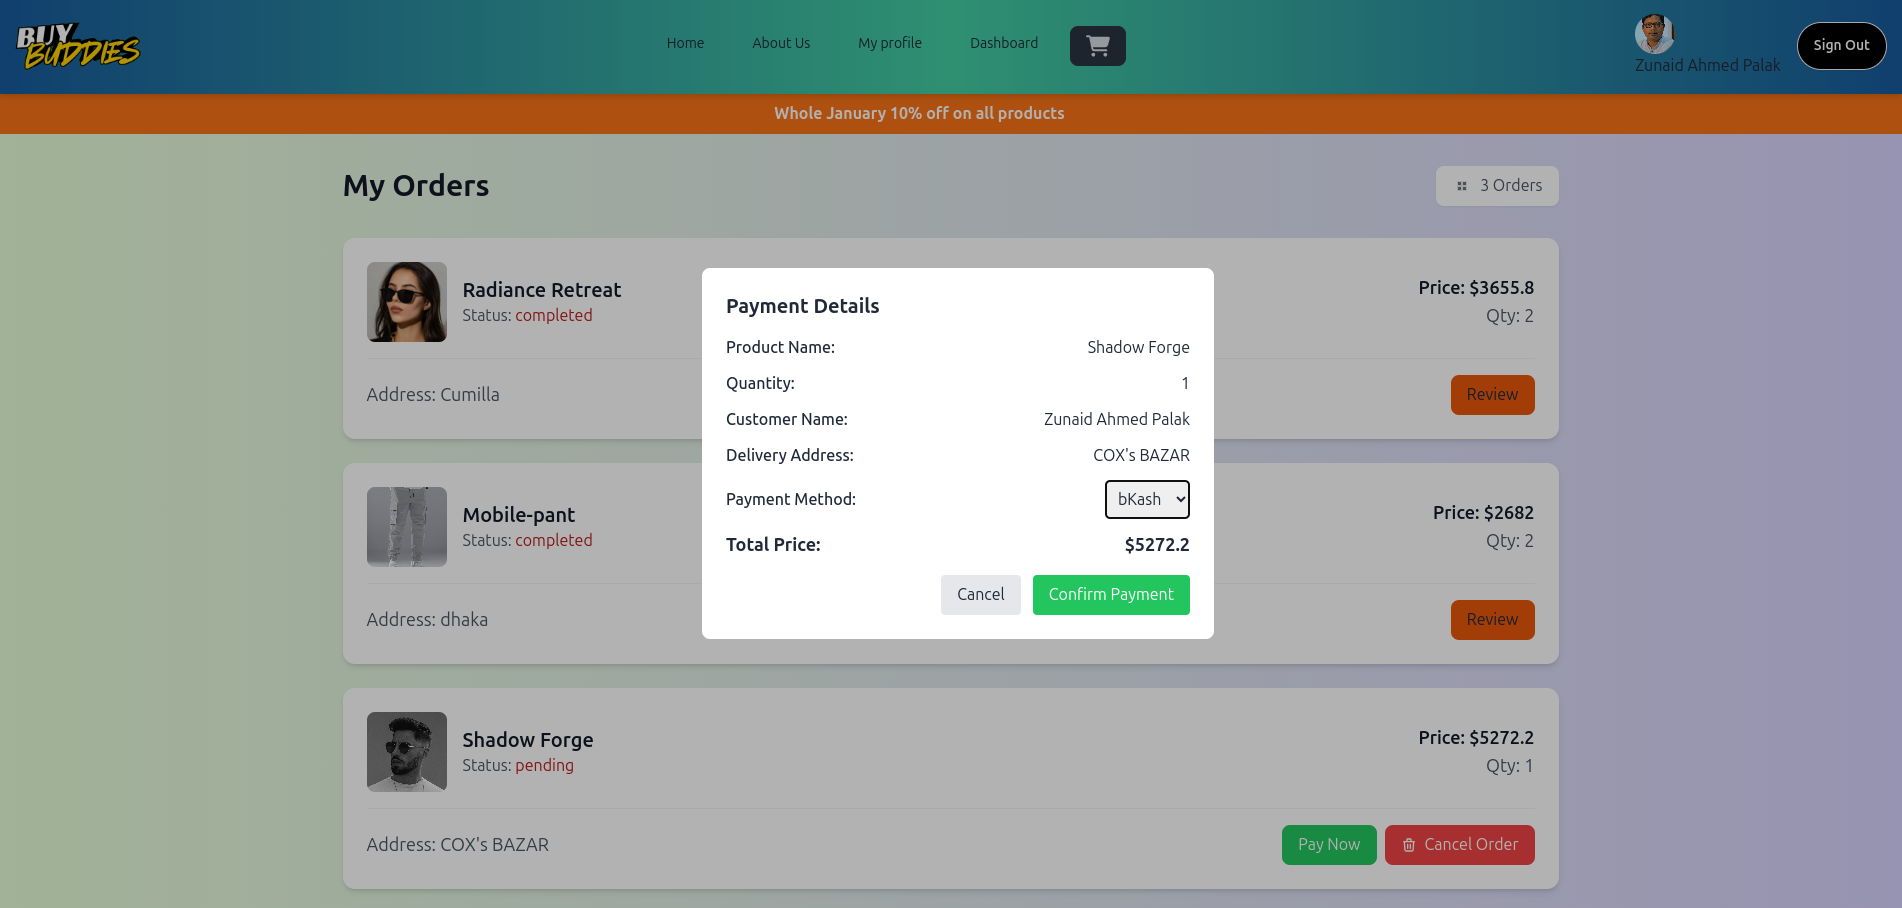 BUY
BUDDIES
Home
About Us
My profile
Dashboard
Zunaid Ahmed Palak
Sign Out
Whole January 10% off on all products
My Orders
3 Orders
Radiance Retreat
Status: completed
Price: $3655.8
Qty: 2
Address: Cumilla
Review
Mobile-pant
Status: completed
Price: $2682
Qty: 2
Address: dhaka
Review
Shadow Forge
Status: pending
Price: $5272.2
Qty: 1
Address: COX's BAZAR
Pay Now
Cancel Order
Payment Details
Product Name: Shadow Forge
Quantity: 1
Customer Name: Zunaid Ahmed Palak
Delivery Address: COX's BAZAR
Payment Method: bKash
Total Price: $5272.2
Cancel
Confirm Payment